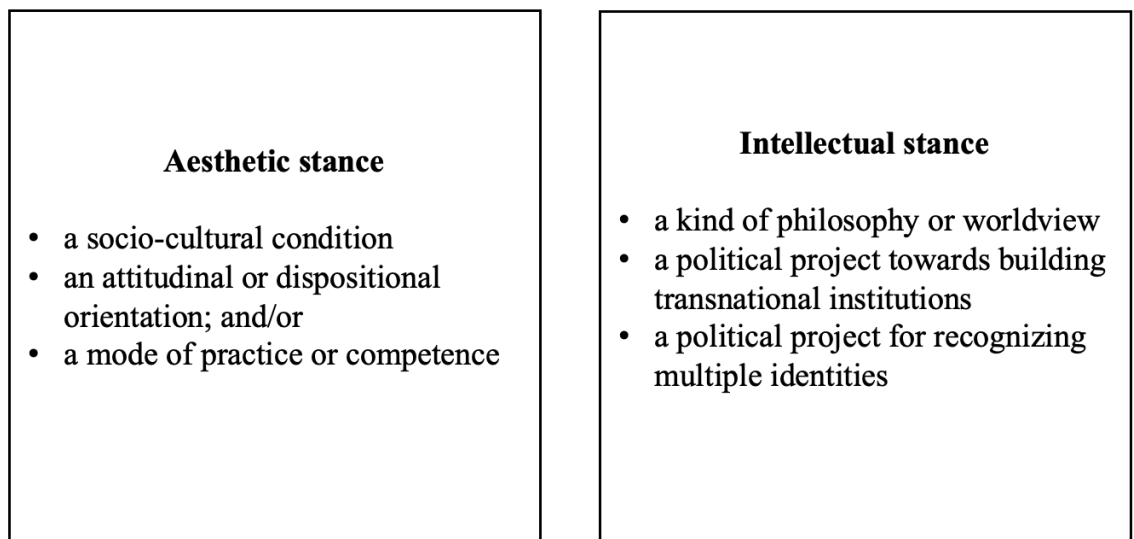 Aesthetic stance
• a socio-cultural condition
• an attitudinal or dispositional
orientation; and/or
• a mode of practice or competence
Intellectual stance
• a kind of philosophy or worldview
• a political project towards building
transnational institutions
• a political project for recognizing
multiple identities